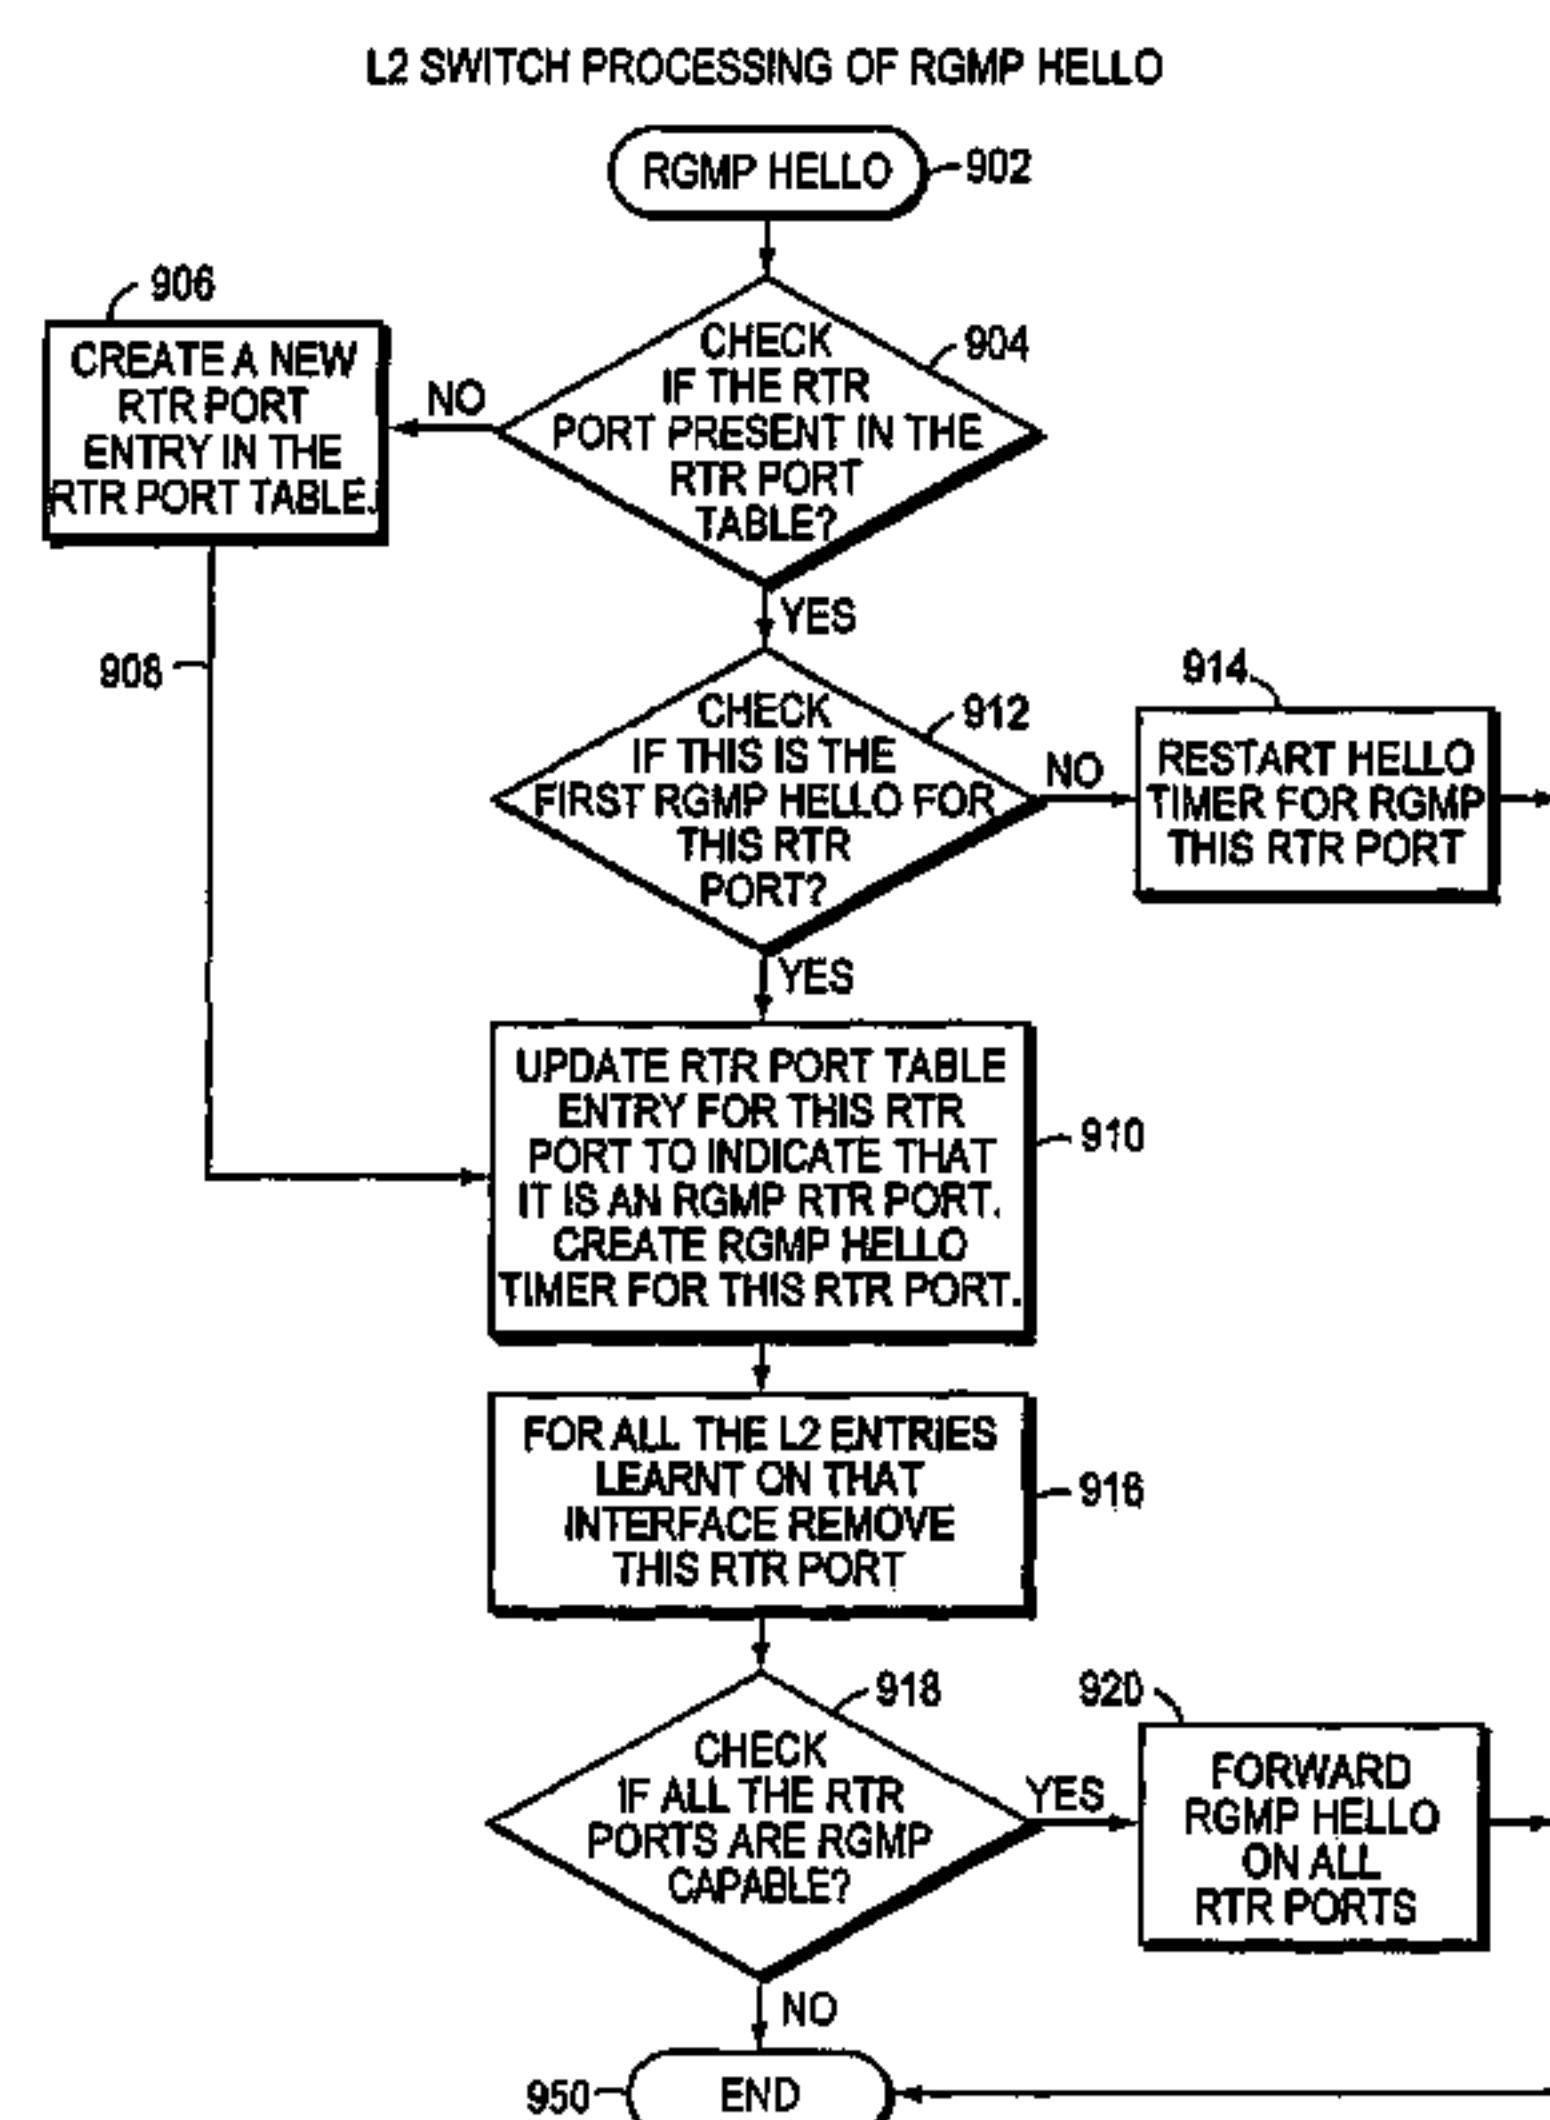 L2 SWITCH PROCESSING OF RGMP HELLO
RGMP HELLO
902
906
CREATE A NEW
RTR PORT
ENTRY IN THE
RTR PORT TABLE.
NO
CHECK
IF THE RTR
PORT PRESENT IN THE
RTR PORT
TABLE?
904
YES
908
CHECK
IF THIS IS THE
FIRST RGMP HELLO FOR
THIS RTR
PORT?
912
NO
914
RESTART HELLO
TIMER FOR RGMP
THIS RTR PORT
YES
UPDATE RTR PORT TABLE
ENTRY FOR THIS RTR
PORT TO INDICATE THAT
IT IS AN RGMP RTR PORT.
CREATE RGMP HELLO
TIMER FOR THIS RTR PORT.
910
FOR ALL THE L2 ENTRIES
LEARNT ON THAT
INTERFACE REMOVE
THIS RTR PORT
916
CHECK
IF ALL THE RTR
PORTS ARE RGMP
CAPABLE?
918
YES
920
FORWARD
RGMP HELLO
ON ALL
RTR PORTS
NO
950
END